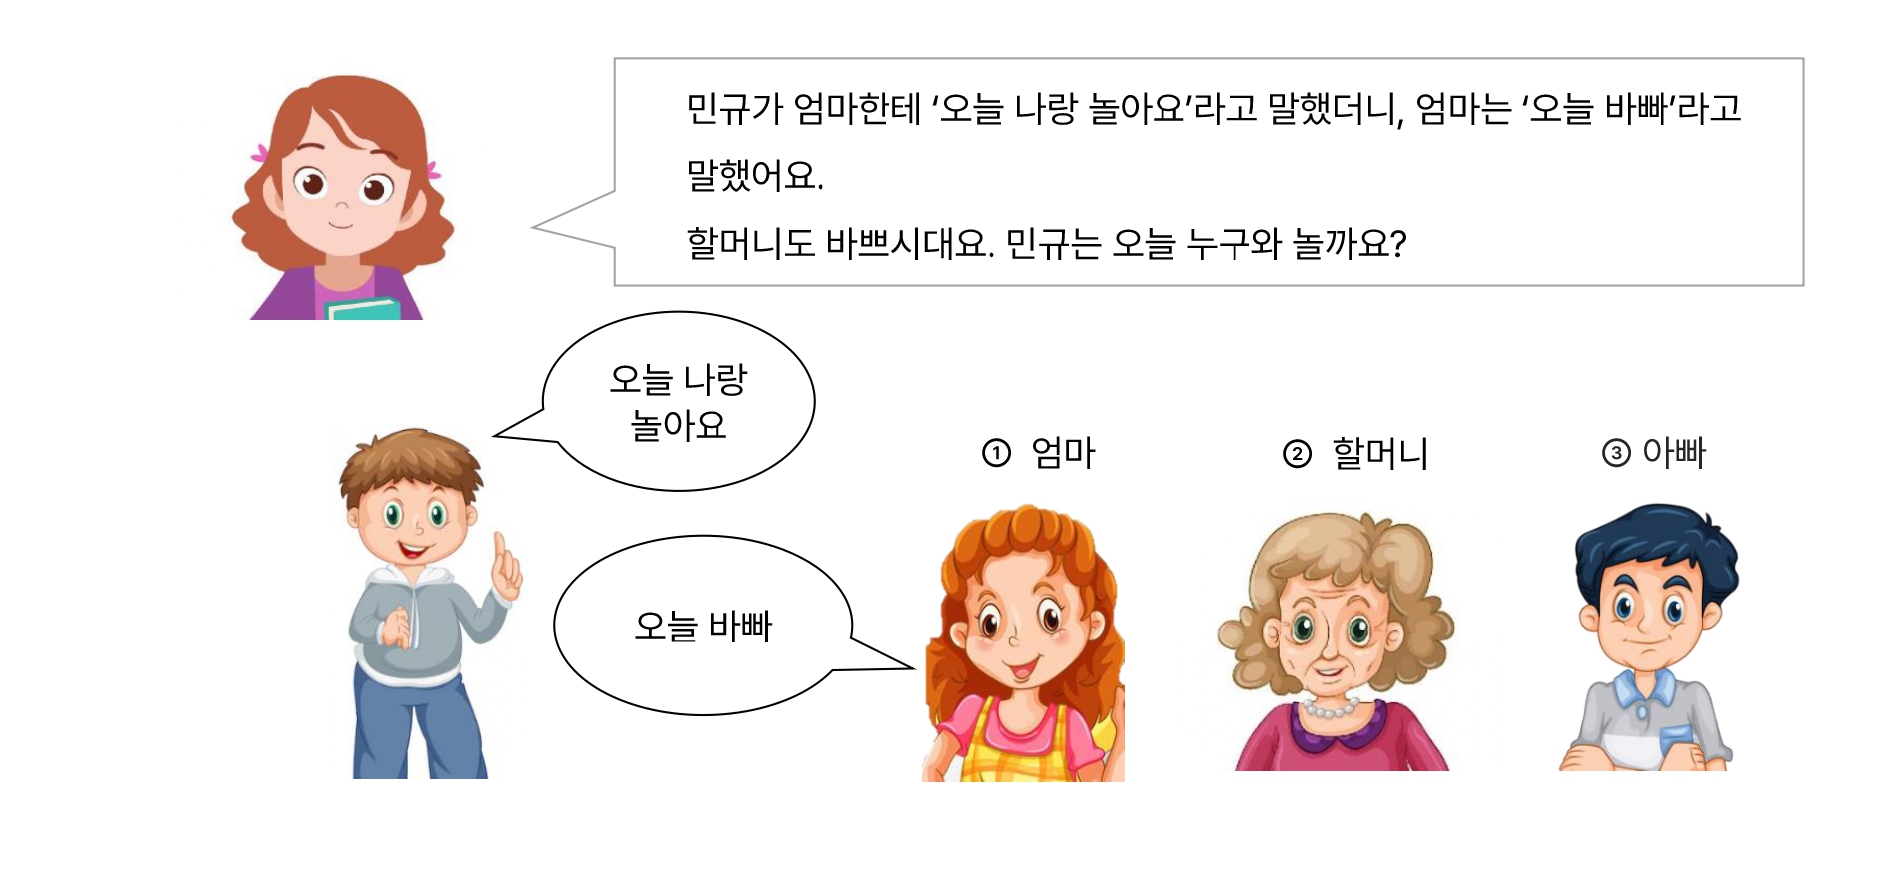 민규가 엄마한테 ‘오늘 나랑 놀아요’라고 말했더니, 엄마는 ‘오늘 바빠’라고
말했어요.
할머니도 바쁘시대요. 민규는 오늘 누구와 놀까요?
오늘 나랑
놀아요
오늘 바빠
① 엄마
② 할머니
③ 아빠